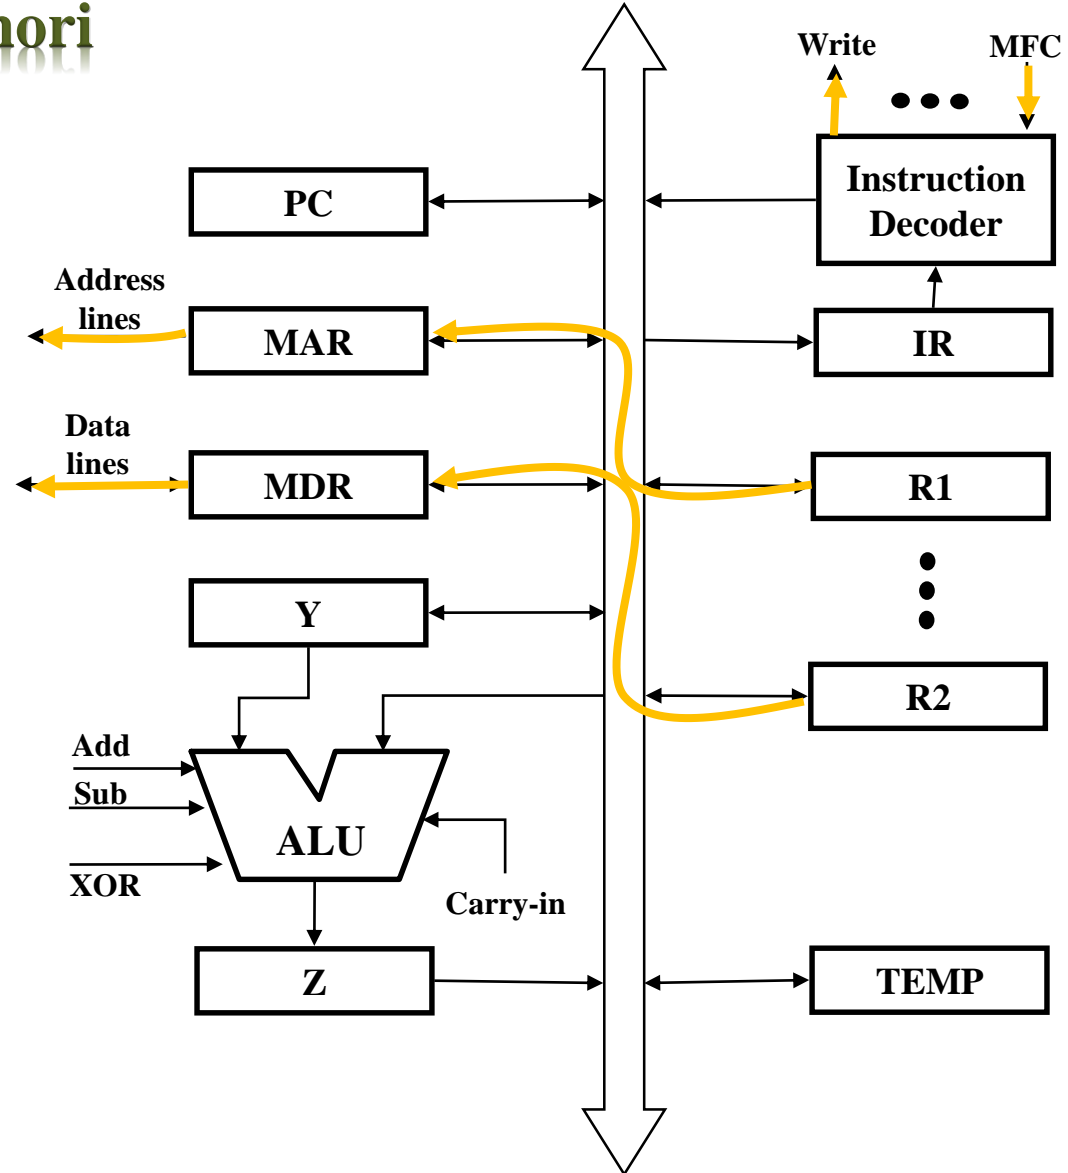 Write
MFC
PC
Instruction
Decoder
Address
lines
MAR
IR
Data
lines
MDR
R1
Y
R2
Add
Sub
ALU
XOR
Carry-in
Z
TEMP